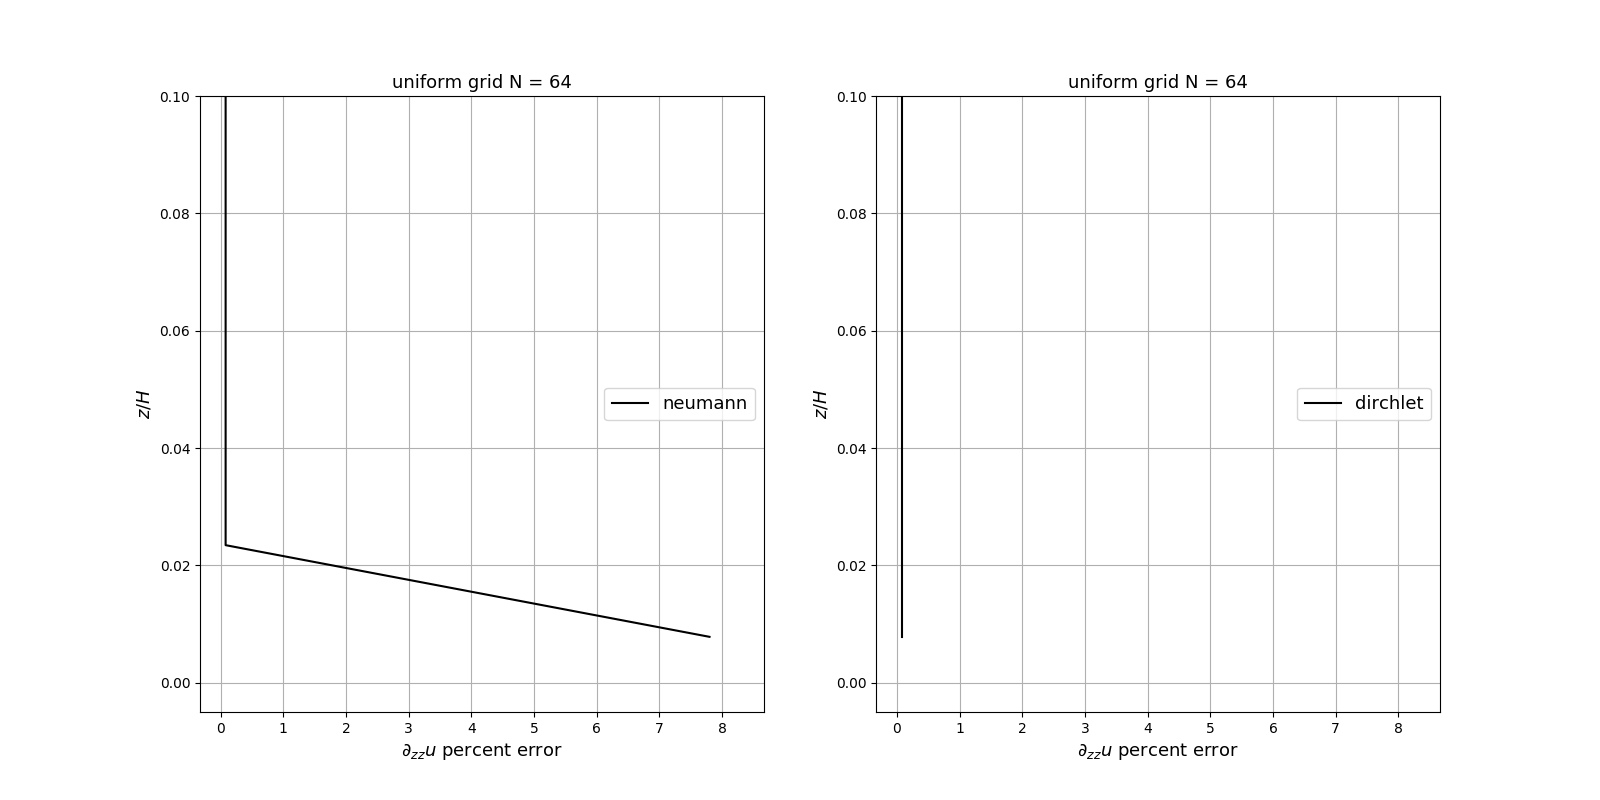 uniform grid N = 64
0.10
0.08
0.06
0.04
0.02
0.00
z/H
neumann
0 1 2 3 4 5 6 7 8
∂zzu percent error
uniform grid N = 64
0.10
0.08
0.06
0.04
0.02
0.00
z/H
dirchlet
0 1 2 3 4 5 6 7 8
∂zzu percent error